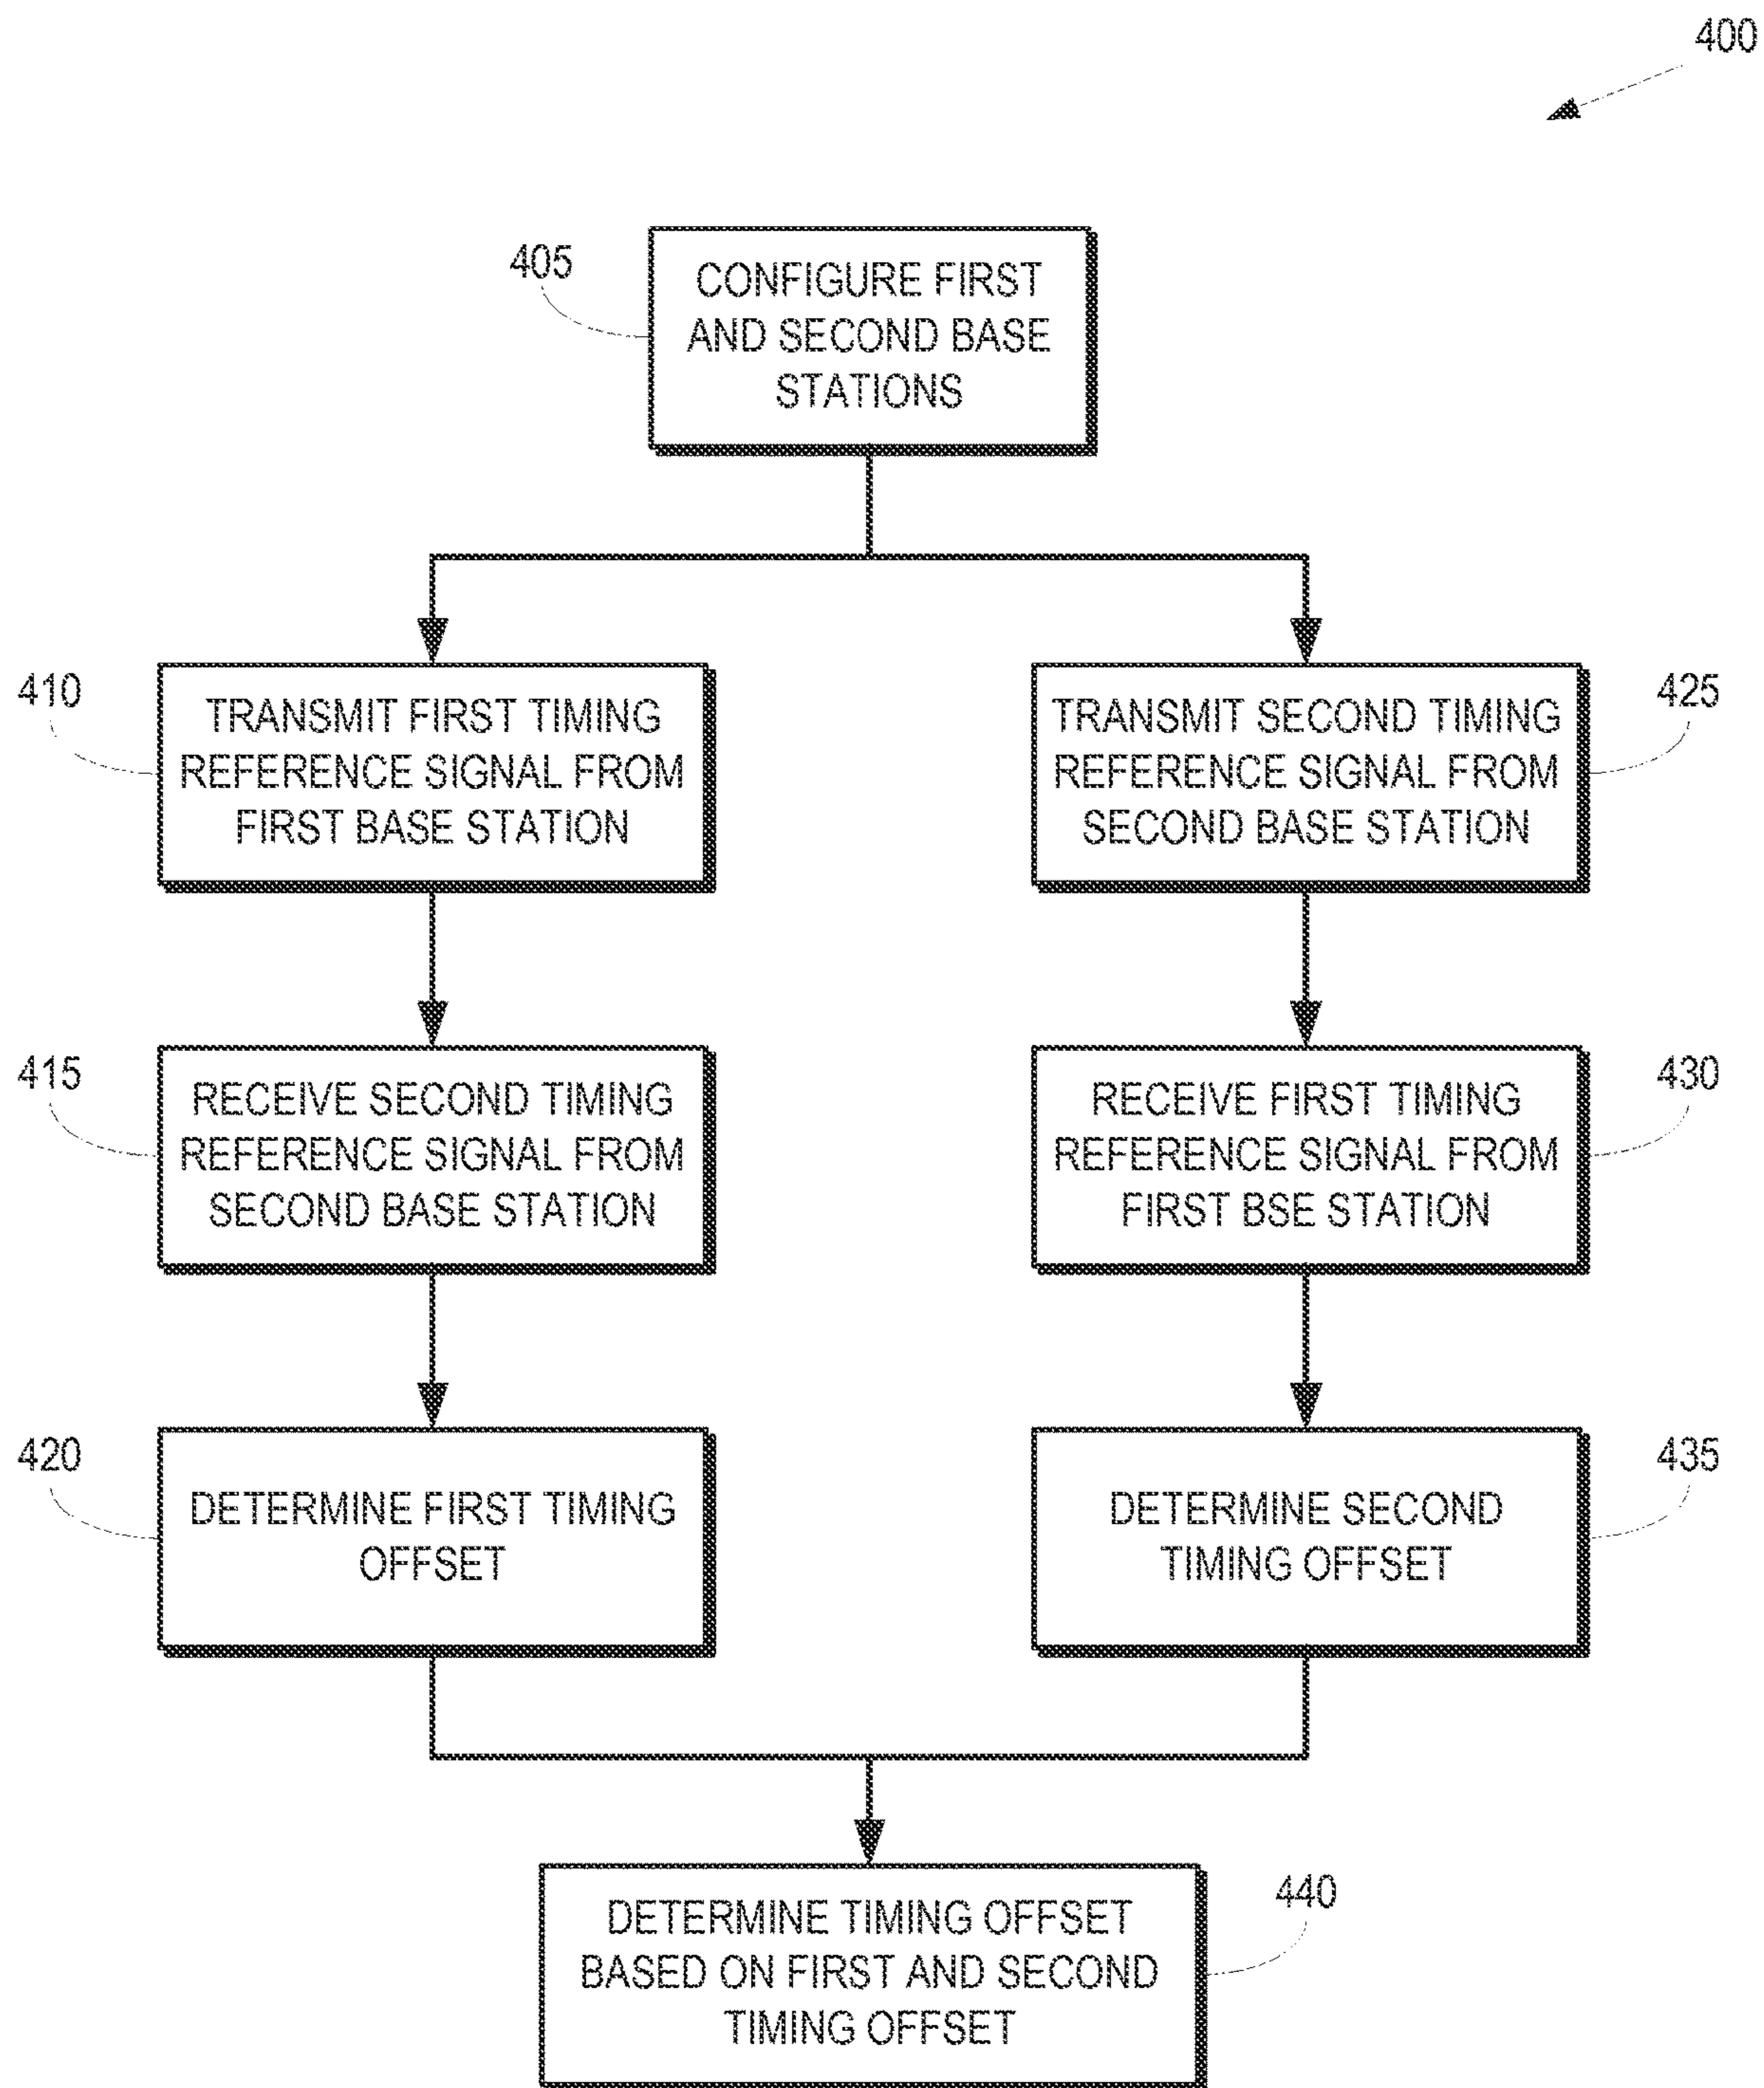 400
405
CONFIGURE FIRST
AND SECOND BASE
STATIONS
410
TRANSMIT FIRST TIMING
REFERENCE SIGNAL FROM
FIRST BASE STATION
425
TRANSMIT SECOND TIMING
REFERENCE SIGNAL FROM
SECOND BASE STATION
415
RECEIVE SECOND TIMING
REFERENCE SIGNAL FROM
SECOND BASE STATION
430
RECEIVE FIRST TIMING
REFERENCE SIGNAL FROM
FIRST BSE STATION
420
DETERMINE FIRST TIMING
OFFSET
435
DETERMINE SECOND
TIMING OFFSET
440
DETERMINE TIMING OFFSET
BASED ON FIRST AND SECOND
TIMING OFFSET